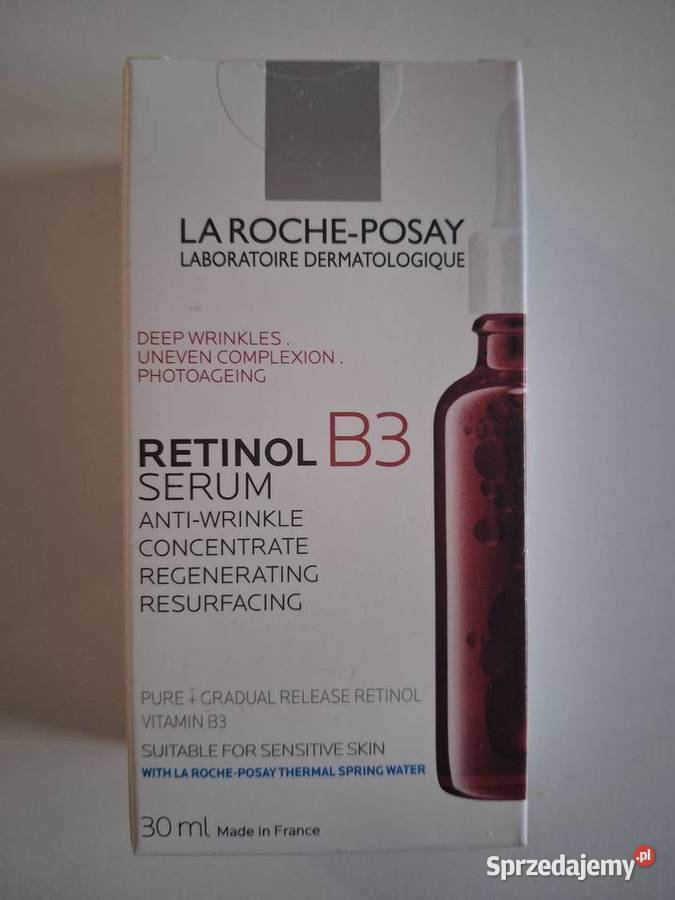 LA ROCHE-POSAY
LABORATOIRE DERMATOLOGIQUE
DEEP WRINKLES .
UNEVEN COMPLEXION .
PHOTOAGEING
RETINOL B3
SERUM
ANTI-WRINKLE
CONCENTRATE
REGENERATING
RESURFACING
PURE + GRADUAL RELEASE RETINOL
VITAMIN B3
SUITABLE FOR SENSITIVE SKIN
WITH LA ROCHE-POSAY THERMAL SPRING WATER
30 ml Made in France
Sprzedajemy.pl